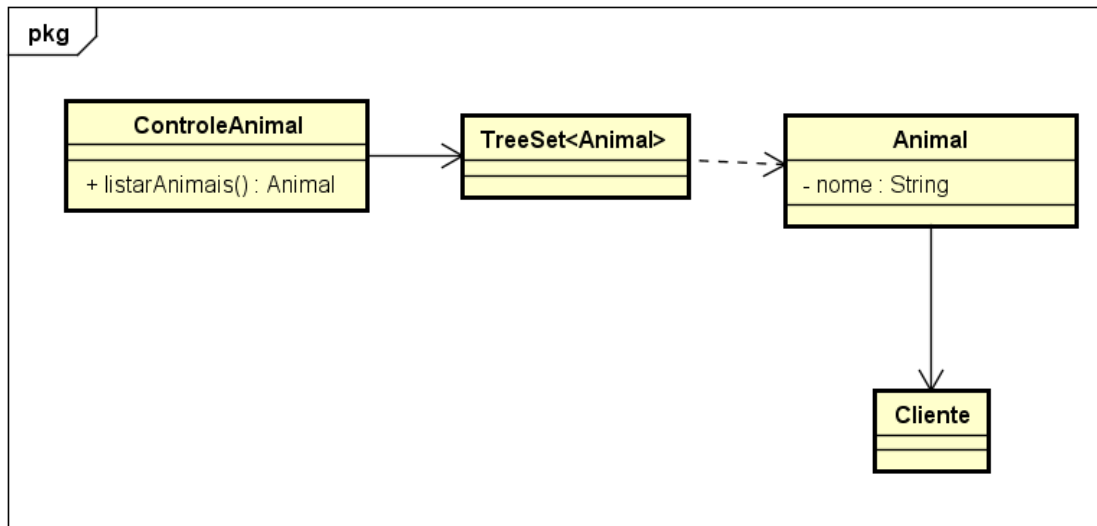 pkg
ControleAnimal
+ listarAnimais() : Animal
TreeSet<Animal>
Animal
- nome : String
Cliente